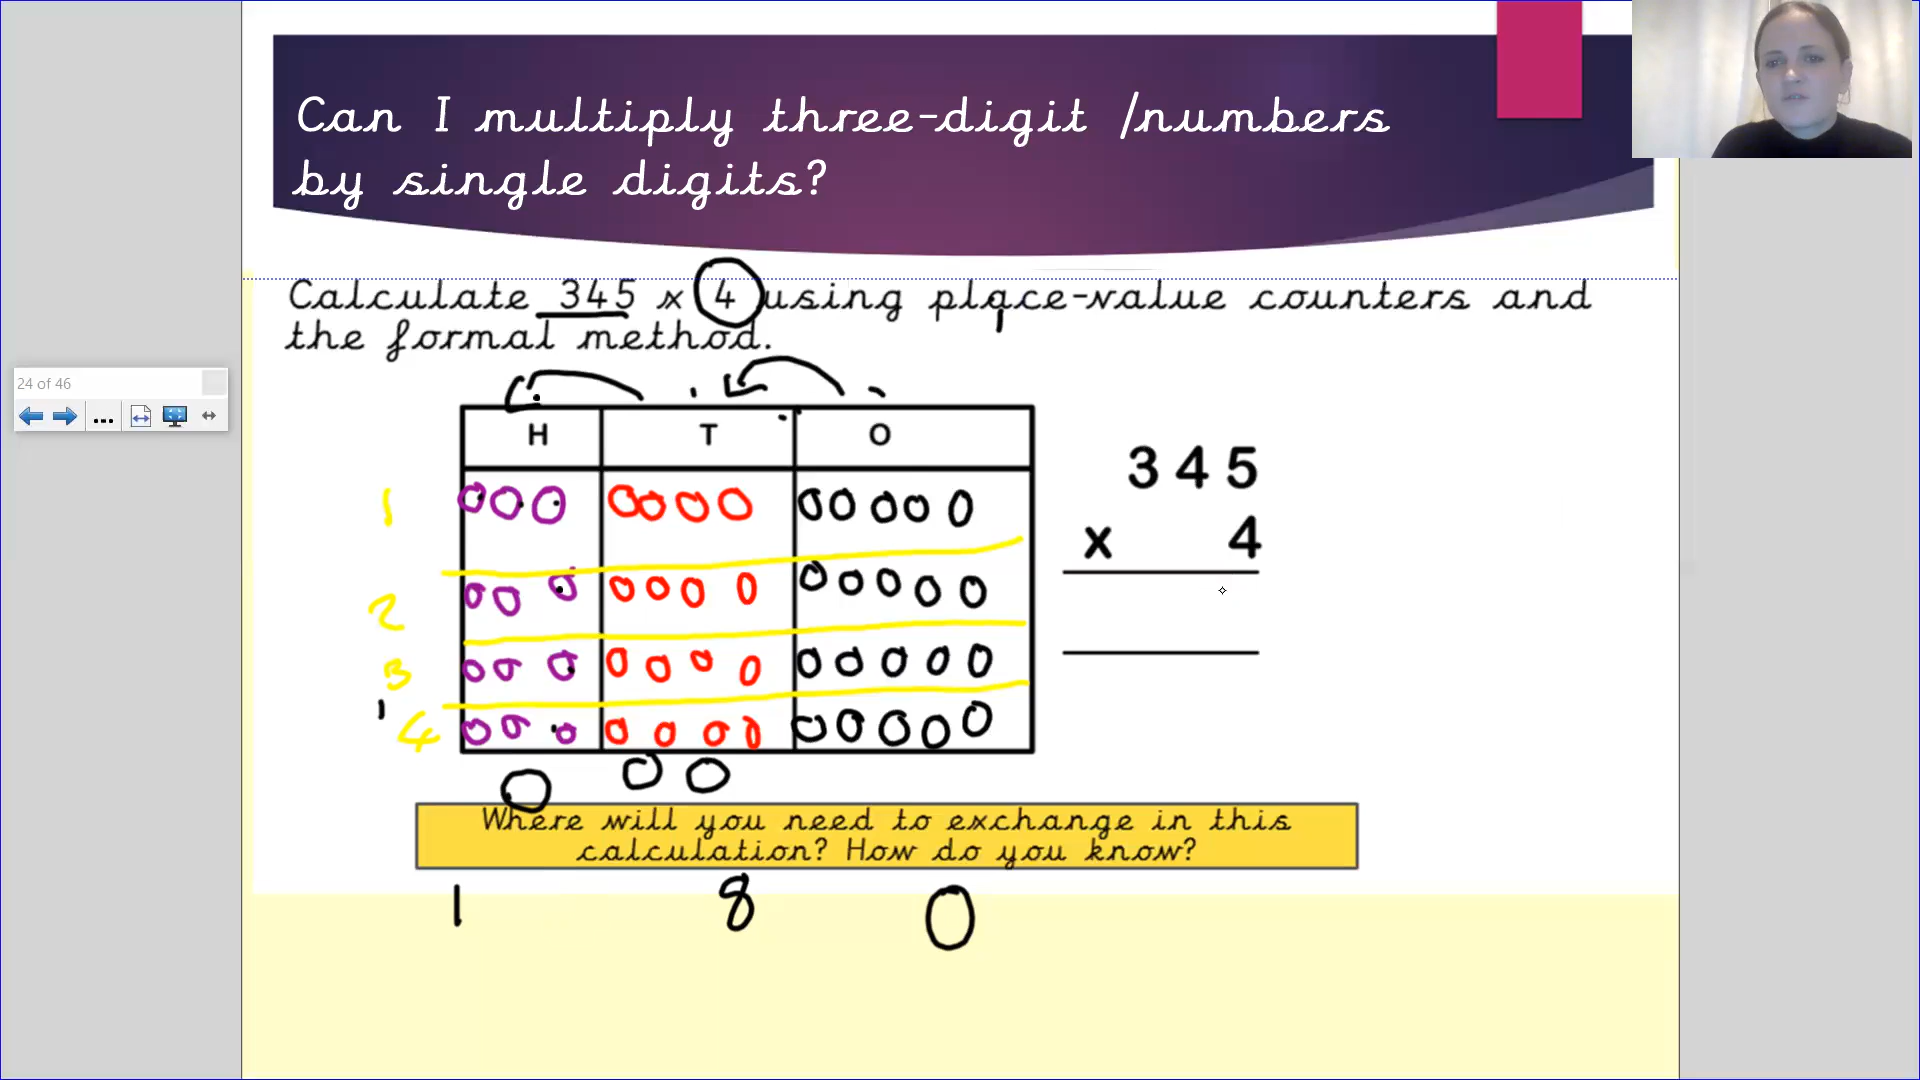 Can I multiply three-digit /numbers
by single digits?
Calculate 345 x 4 using place-value counters and
the formal method.
24 of 46
...
H T O
1
2
3
4
345
x 4
Where will you need to exchange in this
calculation? How do you know?
1 8 0